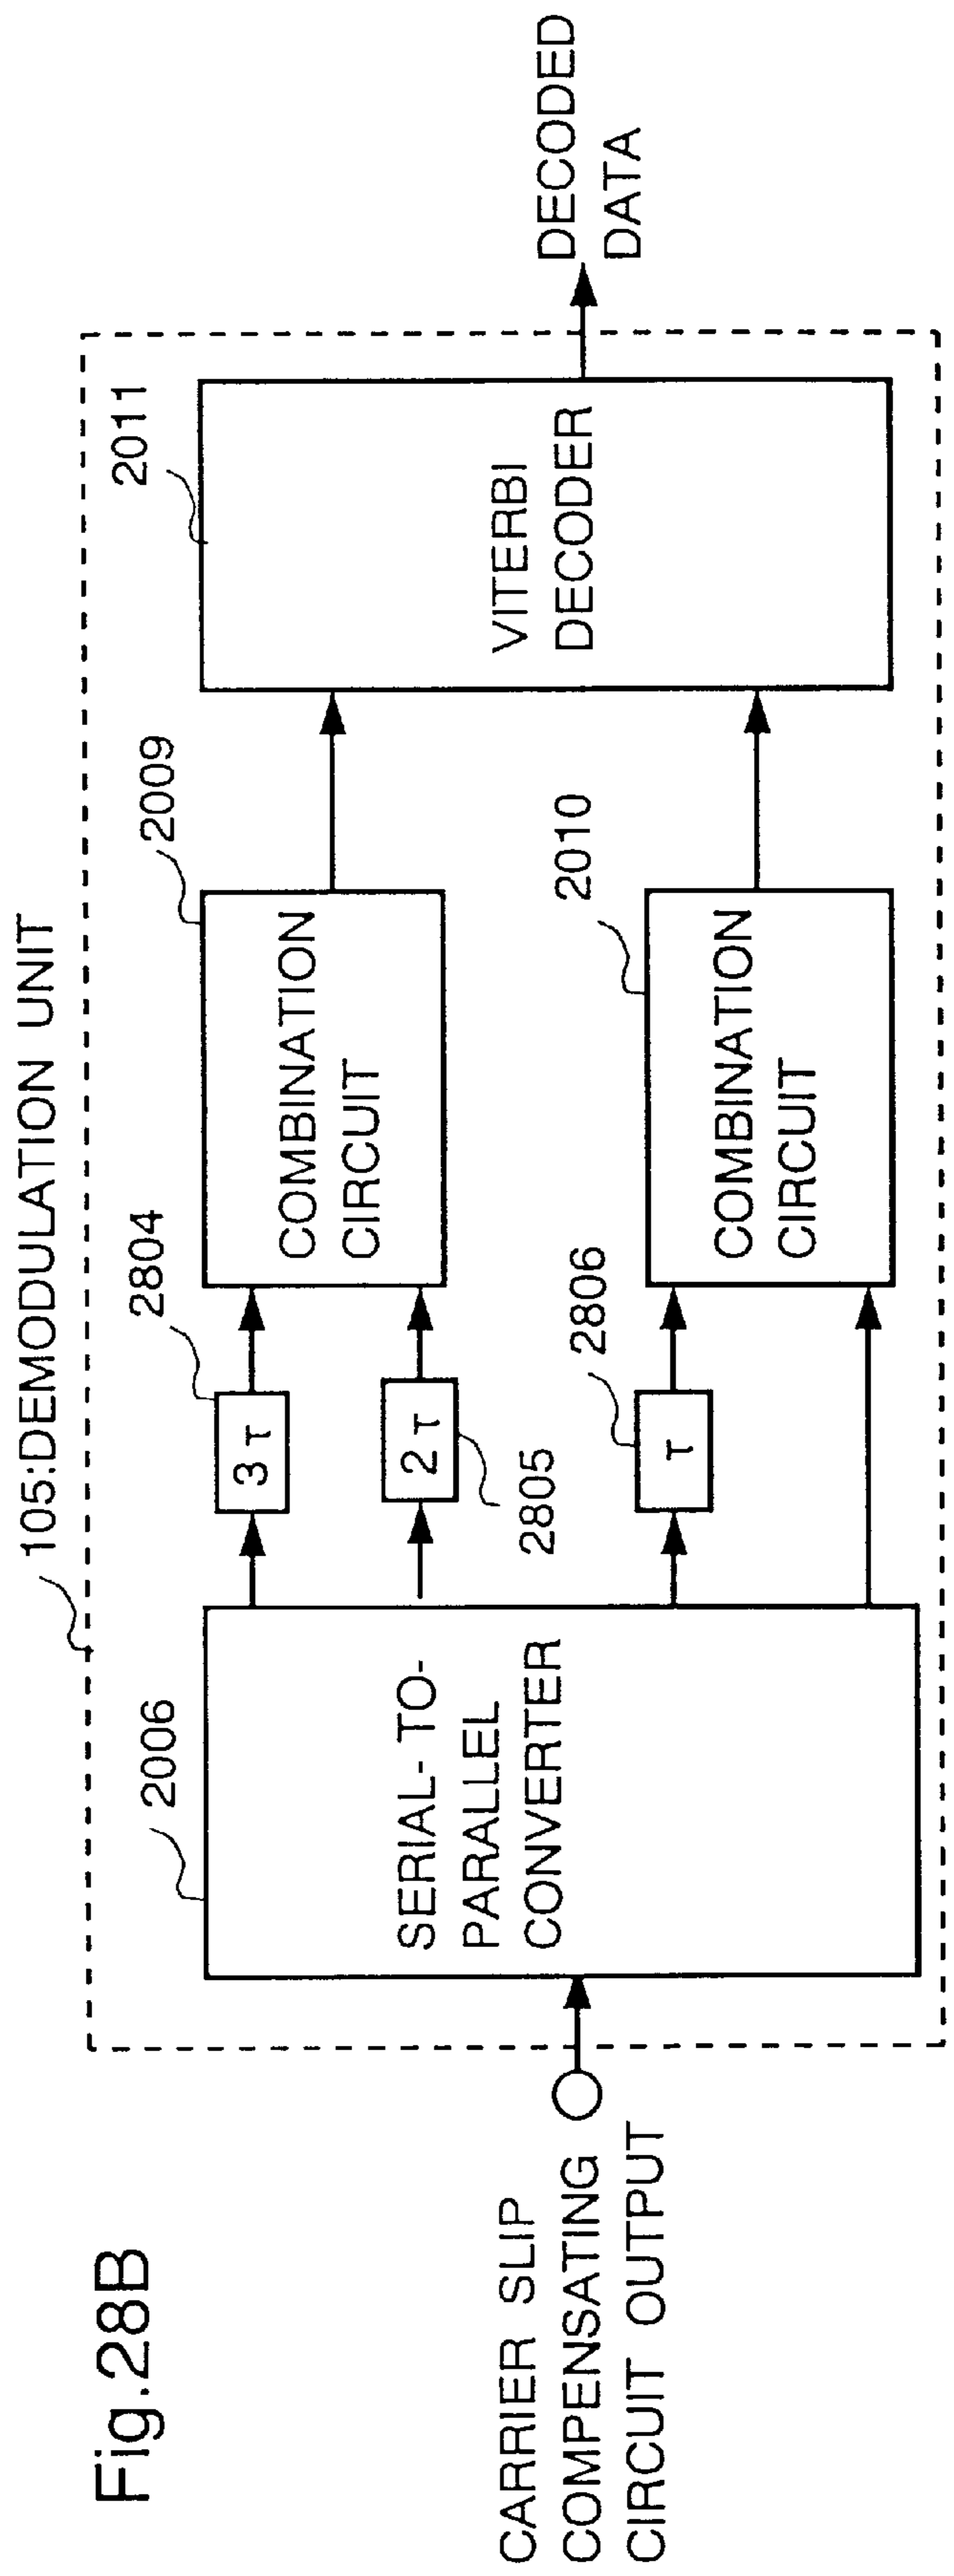 Fig.28B
105:DEMODULATION UNIT
CARRIER SLIP
COMPENSATING
CIRCUIT OUTPUT
2006
SERIAL-TO-
PARALLEL
CONVERTER
2804
3τ
2τ
2805
2806
τ
2009
COMBINATION
CIRCUIT
2010
COMBINATION
CIRCUIT
2011
VITERBI
DECODER
DECODED
DATA